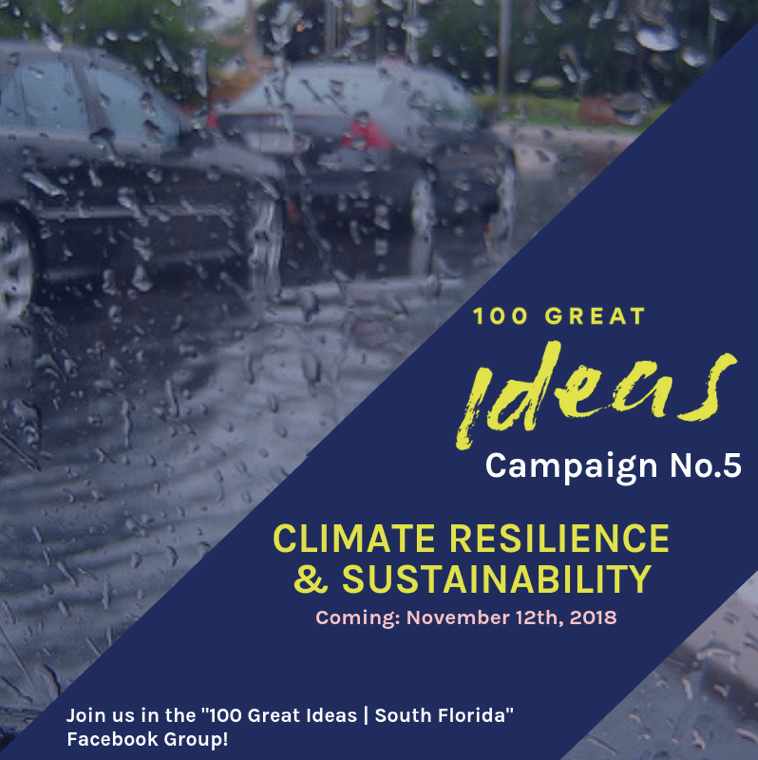 100 GREAT
Ideas
Campaign No.5
CLIMATE RESILIENCE
& SUSTAINABILITY
Coming: November 12th, 2018
Join us in the "100 Great Ideas | South Florida"
Facebook Group!